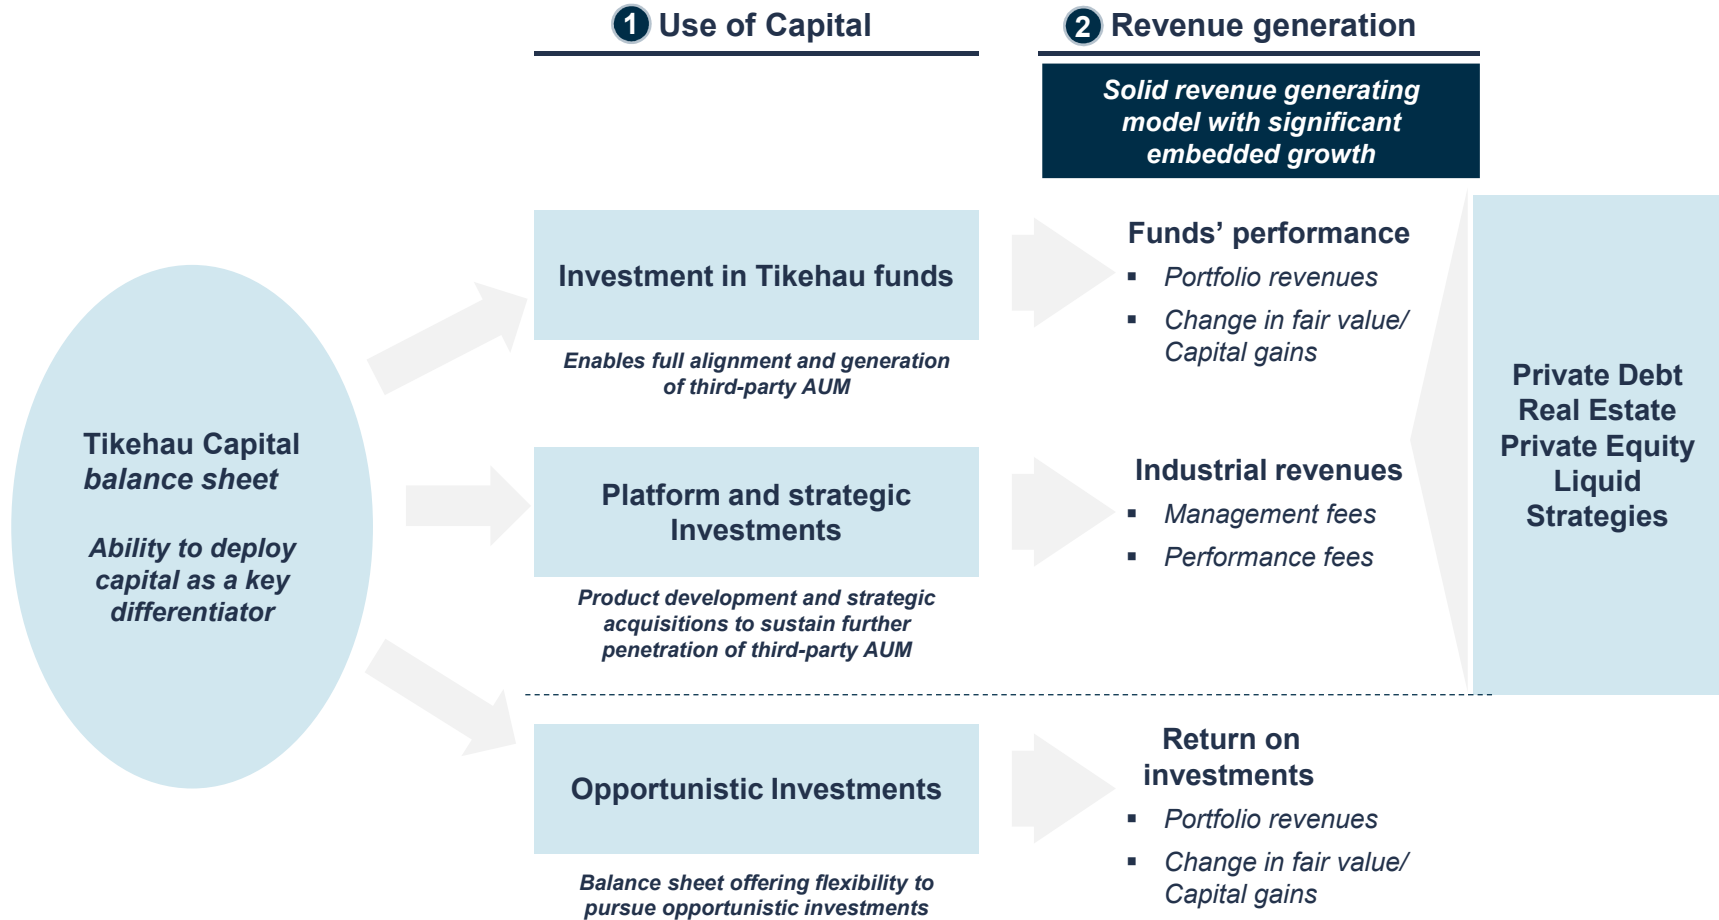 1 Use of Capital
2 Revenue generation
Solid revenue generating
model with significant
embedded growth
Tikehau Capital
balance sheet
Ability to deploy
capital as a key
differentiator
Investment in Tikehau funds
Enables full alignment and generation
of third-party AUM
Funds’ performance
▪ Portfolio revenues
▪ Change in fair value/
Capital gains
Platform and strategic
Investments
Product development and strategic
acquisitions to sustain further
penetration of third-party AUM
Industrial revenues
▪ Management fees
▪ Performance fees
Private Debt
Real Estate
Private Equity
Liquid
Strategies
Opportunistic Investments
Balance sheet offering flexibility to
pursue opportunistic investments
Return on
investments
▪ Portfolio revenues
▪ Change in fair value/
Capital gains